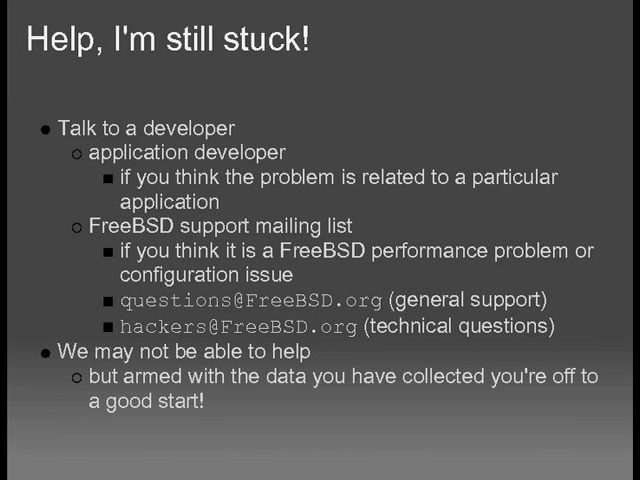 Help, I'm still stuck!
● Talk to a developer
○ application developer
■ if you think the problem is related to a particular
application
○ FreeBSD support mailing list
■ if you think it is a FreeBSD performance problem or
configuration issue
■ questions@FreeBSD.org (general support)
■ hackers@FreeBSD.org (technical questions)
● We may not be able to help
○ but armed with the data you have collected you're off to
a good start!